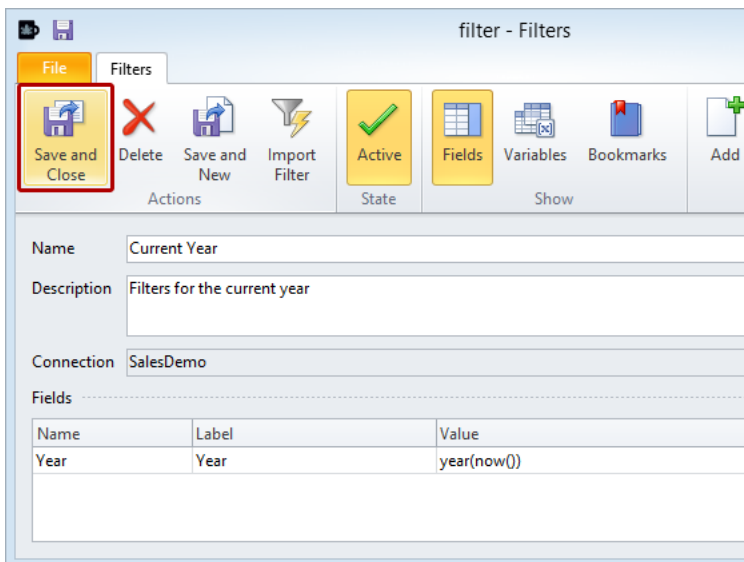 filter - Filters
File Filters
Save and Close Delete Save and New Import Filter Active Fields Variables Bookmarks Add
Actions State Show
Name Current Year
Description Filters for the current year
Connection SalesDemo
Fields
Name Label Value
Year Year year(now())